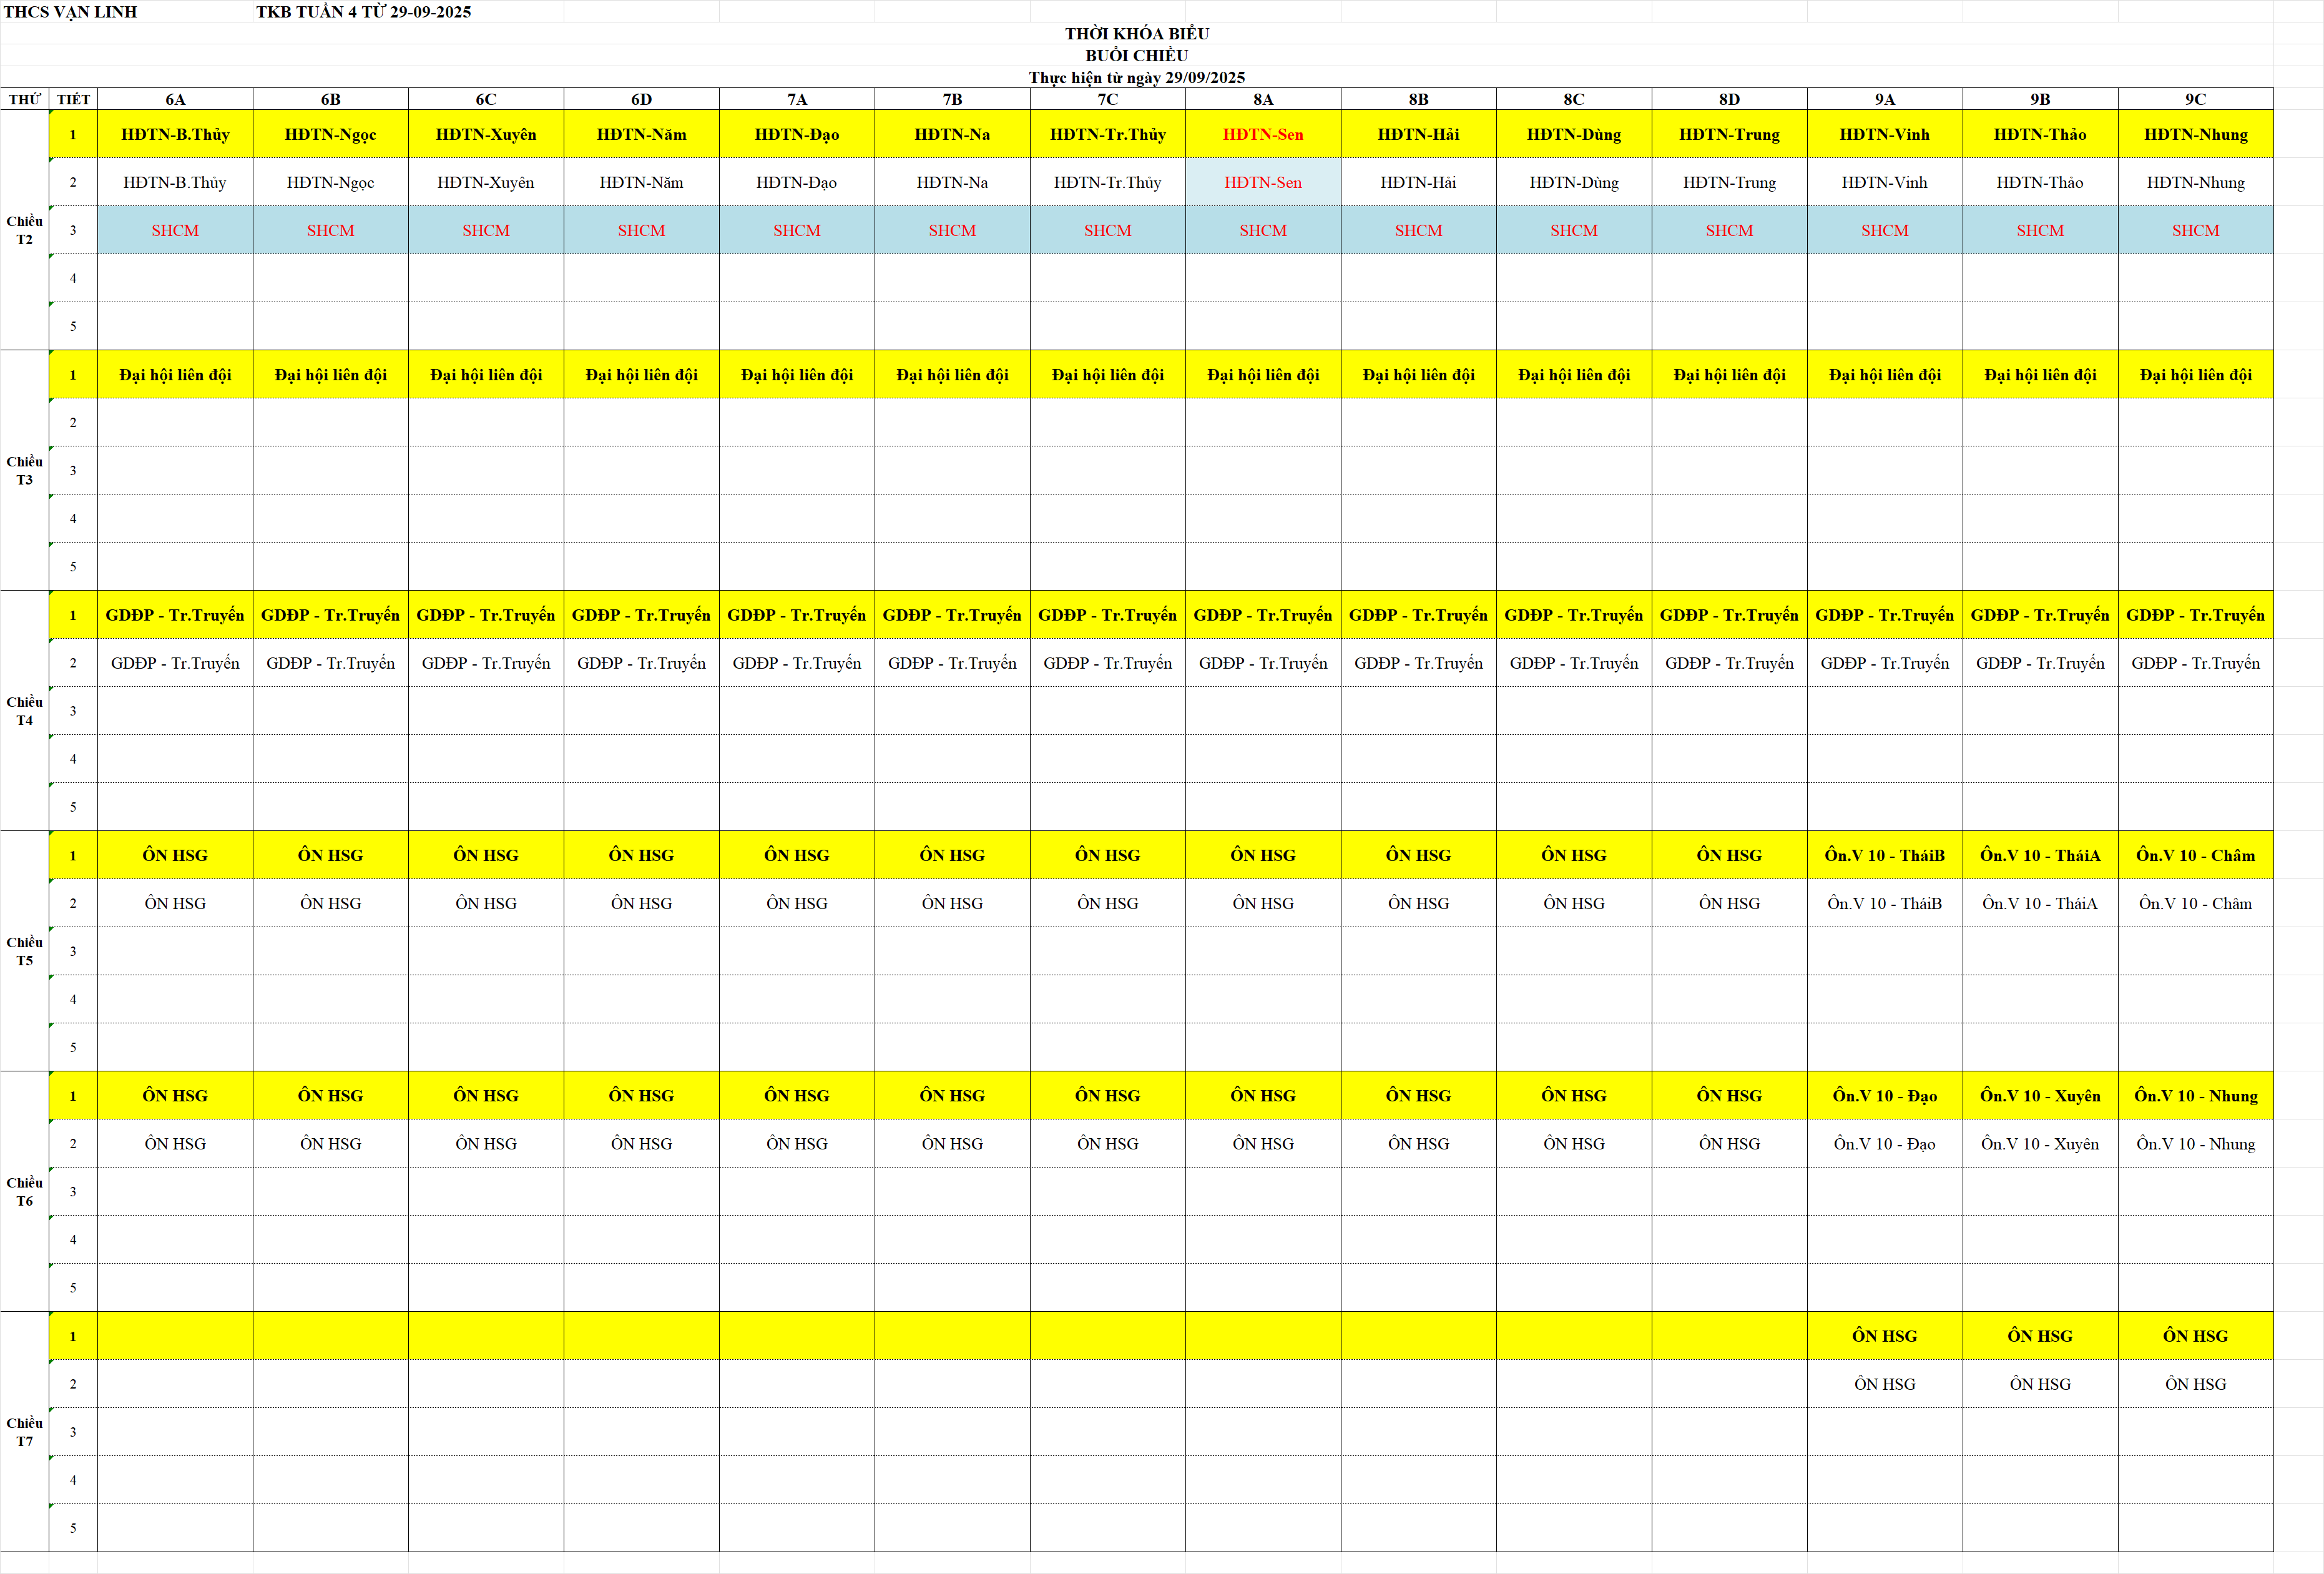 THCS VẠN LINH TKB TUẦN 4 TỪ 29-09-2025
THỜI KHÓA BIỂU
BUỔI CHIỀU
Thực hiện từ ngày 29/09/2025
THỨ TIẾT 6A 6B 6C 6D 7A 7B 7C 8A 8B 8C 8D 9A 9B 9C
Chiều T2
1 HĐTN-B.Thủy HĐTN-Ngọc HĐTN-Xuyên HĐTN-Năm HĐTN-Đạo HĐTN-Na HĐTN-Tr.Thủy HĐTN-Sen HĐTN-Hải HĐTN-Dùng HĐTN-Trung HĐTN-Vinh HĐTN-Thảo HĐTN-Nhung
2 HĐTN-B.Thủy HĐTN-Ngọc HĐTN-Xuyên HĐTN-Năm HĐTN-Đạo HĐTN-Na HĐTN-Tr.Thủy HĐTN-Sen HĐTN-Hải HĐTN-Dùng HĐTN-Trung HĐTN-Vinh HĐTN-Thảo HĐTN-Nhung
3 SHCM SHCM SHCM SHCM SHCM SHCM SHCM SHCM SHCM SHCM SHCM SHCM SHCM SHCM
4
5
Chiều T3
1 Đại hội liên đội Đại hội liên đội Đại hội liên đội Đại hội liên đội Đại hội liên đội Đại hội liên đội Đại hội liên đội Đại hội liên đội Đại hội liên đội Đại hội liên đội Đại hội liên đội Đại hội liên đội Đại hội liên đội Đại hội liên đội
2
3
4
5
Chiều T4
1 GDĐP - Tr.Truyến GDĐP - Tr.Truyến GDĐP - Tr.Truyến GDĐP - Tr.Truyến GDĐP - Tr.Truyến GDĐP - Tr.Truyến GDĐP - Tr.Truyến GDĐP - Tr.Truyến GDĐP - Tr.Truyến GDĐP - Tr.Truyến GDĐP - Tr.Truyến GDĐP - Tr.Truyến GDĐP - Tr.Truyến GDĐP - Tr.Truyến
2 GDĐP - Tr.Truyến GDĐP - Tr.Truyến GDĐP - Tr.Truyến GDĐP - Tr.Truyến GDĐP - Tr.Truyến GDĐP - Tr.Truyến GDĐP - Tr.Truyến GDĐP - Tr.Truyến GDĐP - Tr.Truyến GDĐP - Tr.Truyến GDĐP - Tr.Truyến GDĐP - Tr.Truyến GDĐP - Tr.Truyến GDĐP - Tr.Truyến
3
4
5
Chiều T5
1 ÔN HSG ÔN HSG ÔN HSG ÔN HSG ÔN HSG ÔN HSG ÔN HSG ÔN HSG ÔN HSG ÔN HSG ÔN HSG Ôn.V 10 - TháiB Ôn.V 10 - TháiA Ôn.V 10 - Châm
2 ÔN HSG ÔN HSG ÔN HSG ÔN HSG ÔN HSG ÔN HSG ÔN HSG ÔN HSG ÔN HSG ÔN HSG ÔN HSG Ôn.V 10 - TháiB Ôn.V 10 - TháiA Ôn.V 10 - Châm
3
4
5
Chiều T6
1 ÔN HSG ÔN HSG ÔN HSG ÔN HSG ÔN HSG ÔN HSG ÔN HSG ÔN HSG ÔN HSG ÔN HSG ÔN HSG Ôn.V 10 - Đạo Ôn.V 10 - Xuyên Ôn.V 10 - Nhung
2 ÔN HSG ÔN HSG ÔN HSG ÔN HSG ÔN HSG ÔN HSG ÔN HSG ÔN HSG ÔN HSG ÔN HSG ÔN HSG Ôn.V 10 - Đạo Ôn.V 10 - Xuyên Ôn.V 10 - Nhung
3
4
5
Chiều T7
1 ÔN HSG ÔN HSG ÔN HSG
2 ÔN HSG ÔN HSG ÔN HSG
3
4
5